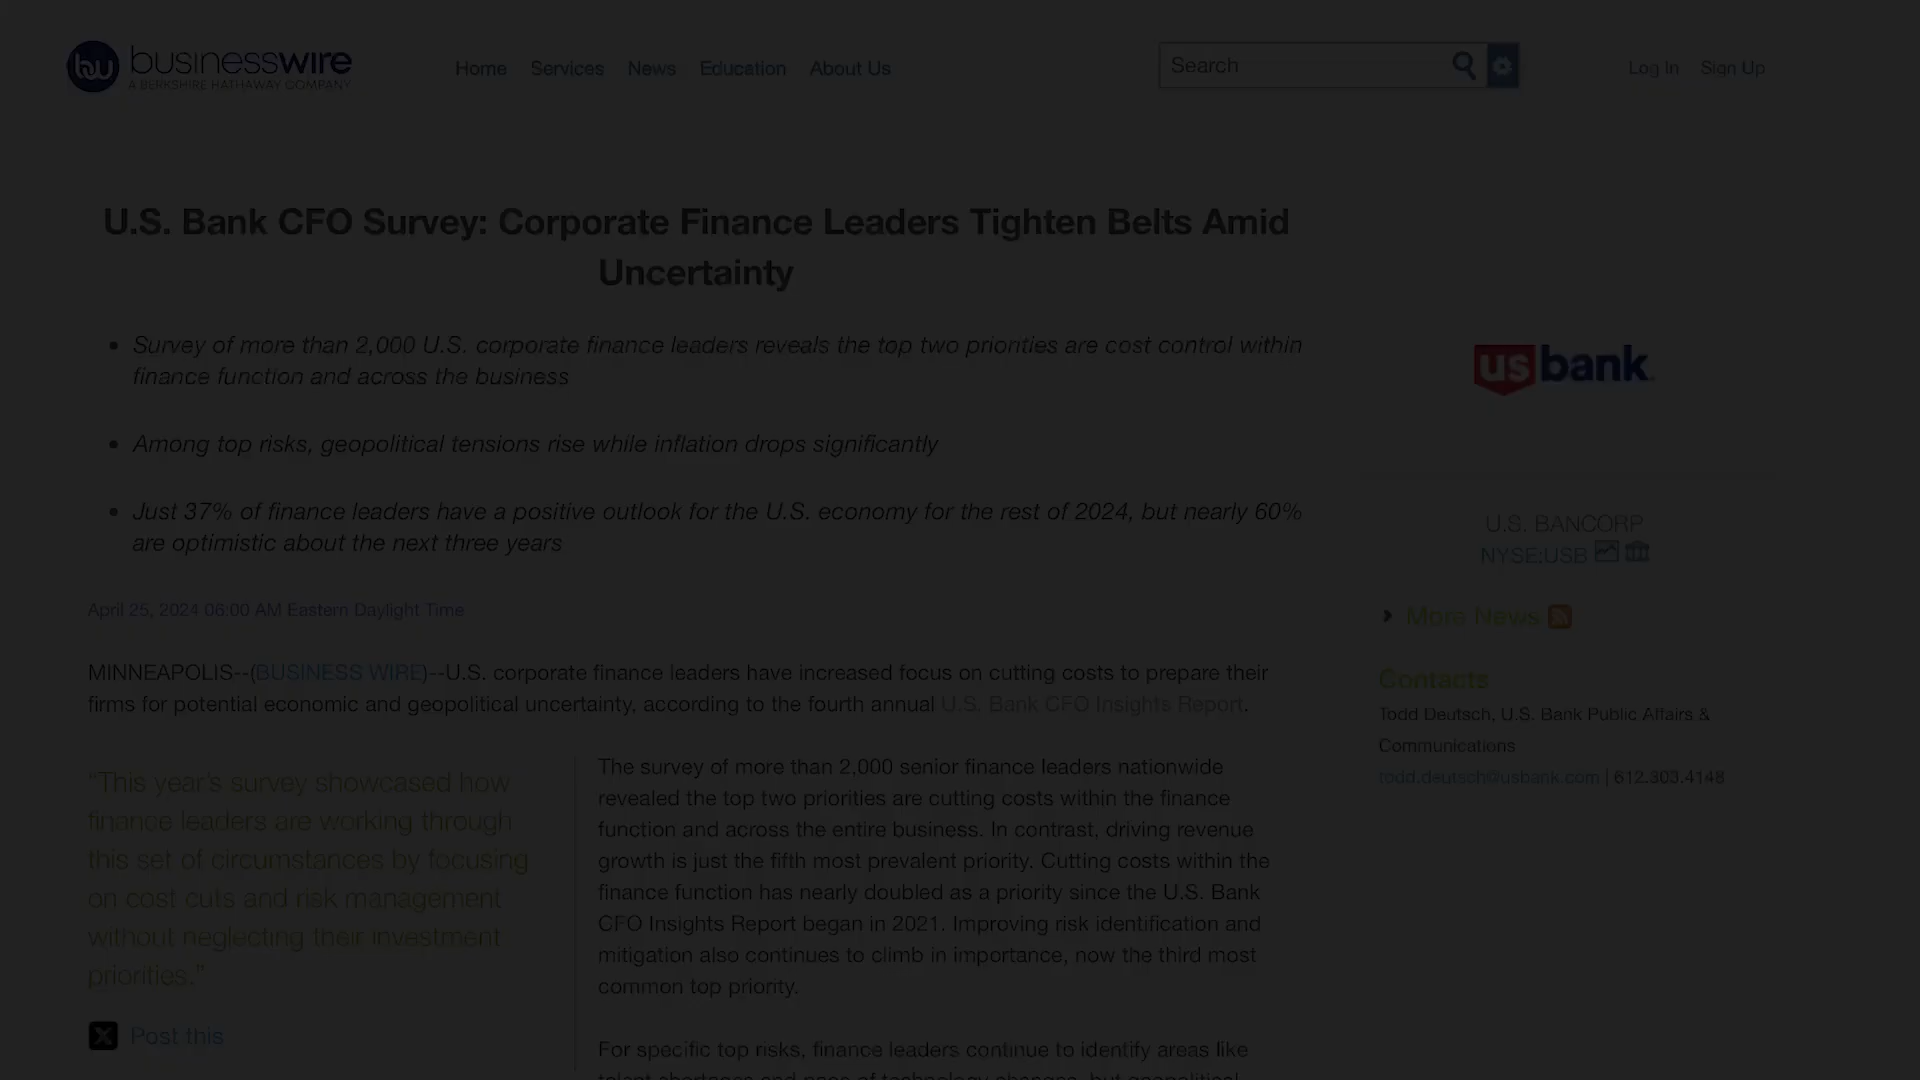 businesswire
A BERKSHIRE HATHAWAY COMPANY
Home Services News Education About Us
Search
Log In Sign Up
U.S. Bank CFO Survey: Corporate Finance Leaders Tighten Belts Amid
Uncertainty
• Survey of more than 2,000 U.S. corporate finance leaders reveals the top two priorities are cost control within
finance function and across the business
• Among top risks, geopolitical tensions rise while inflation drops significantly
• Just 37% of finance leaders have a positive outlook for the U.S. economy for the rest of 2024, but nearly 60%
are optimistic about the next three years
April 25, 2024 06:00 AM Eastern Daylight Time
MINNEAPOLIS--(BUSINESS WIRE)--U.S. corporate finance leaders have increased focus on cutting costs to prepare their
firms for potential economic and geopolitical uncertainty, according to the fourth annual U.S. Bank CFO Insights Report.
“This year’s survey showcased how
finance leaders are working through
this set of circumstances by focusing
on cost cuts and risk management
without neglecting their investment
priorities.”
Post this
The survey of more than 2,000 senior finance leaders nationwide
revealed the top two priorities are cutting costs within the finance
function and across the entire business. In contrast, driving revenue
growth is just the fifth most prevalent priority. Cutting costs within the
finance function has nearly doubled as a priority since the U.S. Bank
CFO Insights Report began in 2021. Improving risk identification and
mitigation also continues to climb in importance, now the third most
common top priority.
For specific top risks, finance leaders continue to identify areas like
talent shortages and pace of technology changes, but geopolitical
us bank
U.S. BANCORP
NYSE:USB
More News
Contacts
Todd Deutsch, U.S. Bank Public Affairs &
Communications
todd.deutsch@usbank.com | 612.303.4148